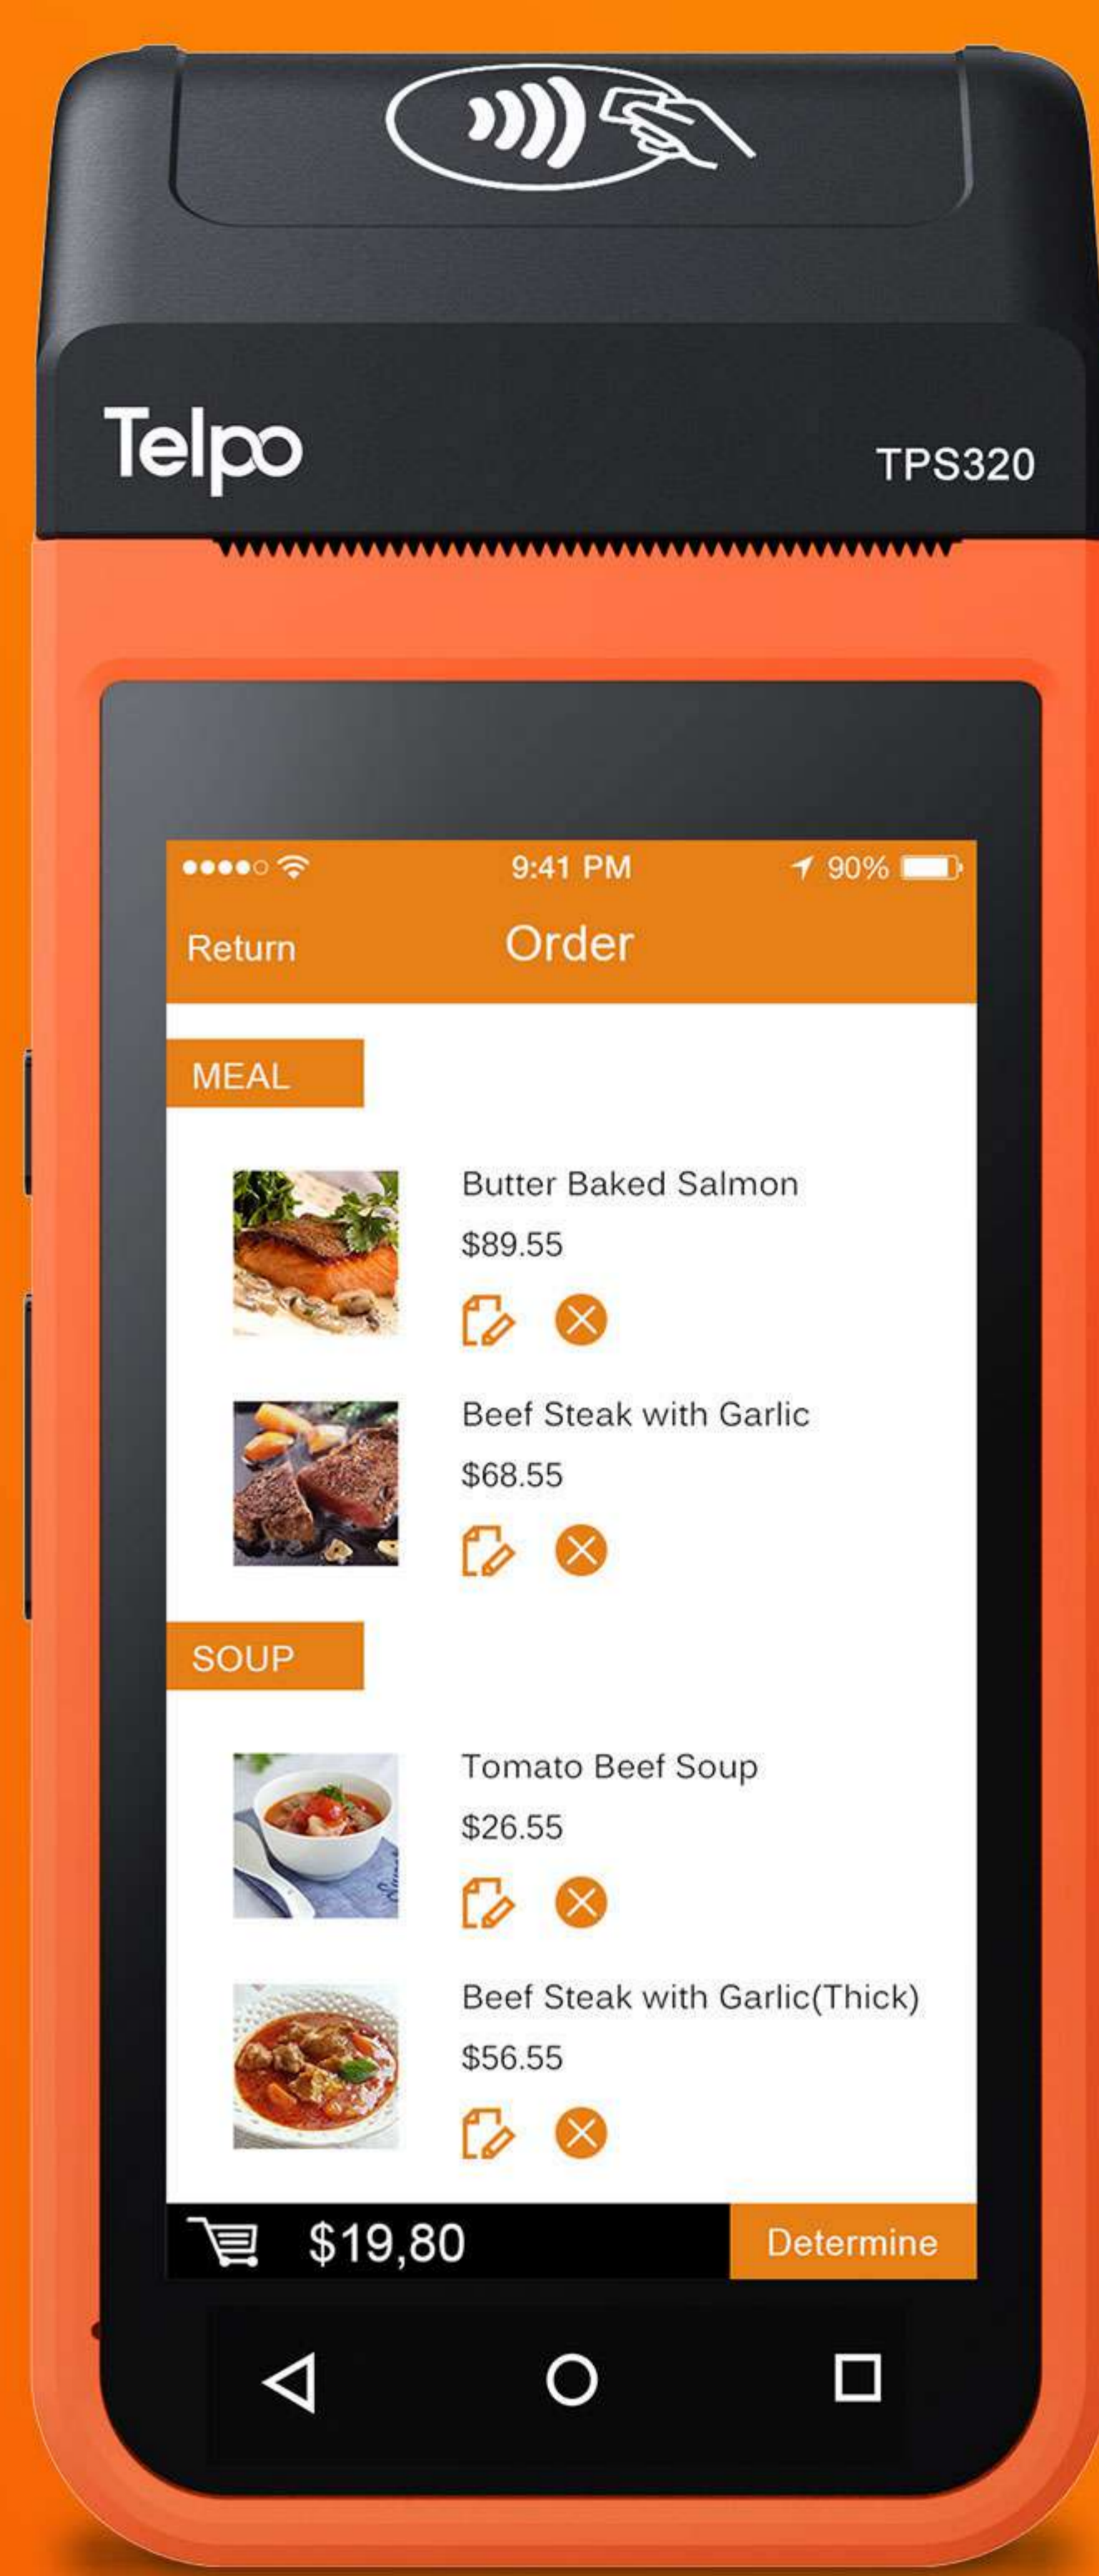 Telpo
TPS320
9:41 PM
90%
Return
Order
MEAL
Butter Baked Salmon
$89.55
Beef Steak with Garlic
$68.55
SOUP
Tomato Beef Soup
$26.55
Beef Steak with Garlic(Thick)
$56.55
$19,80
Determine